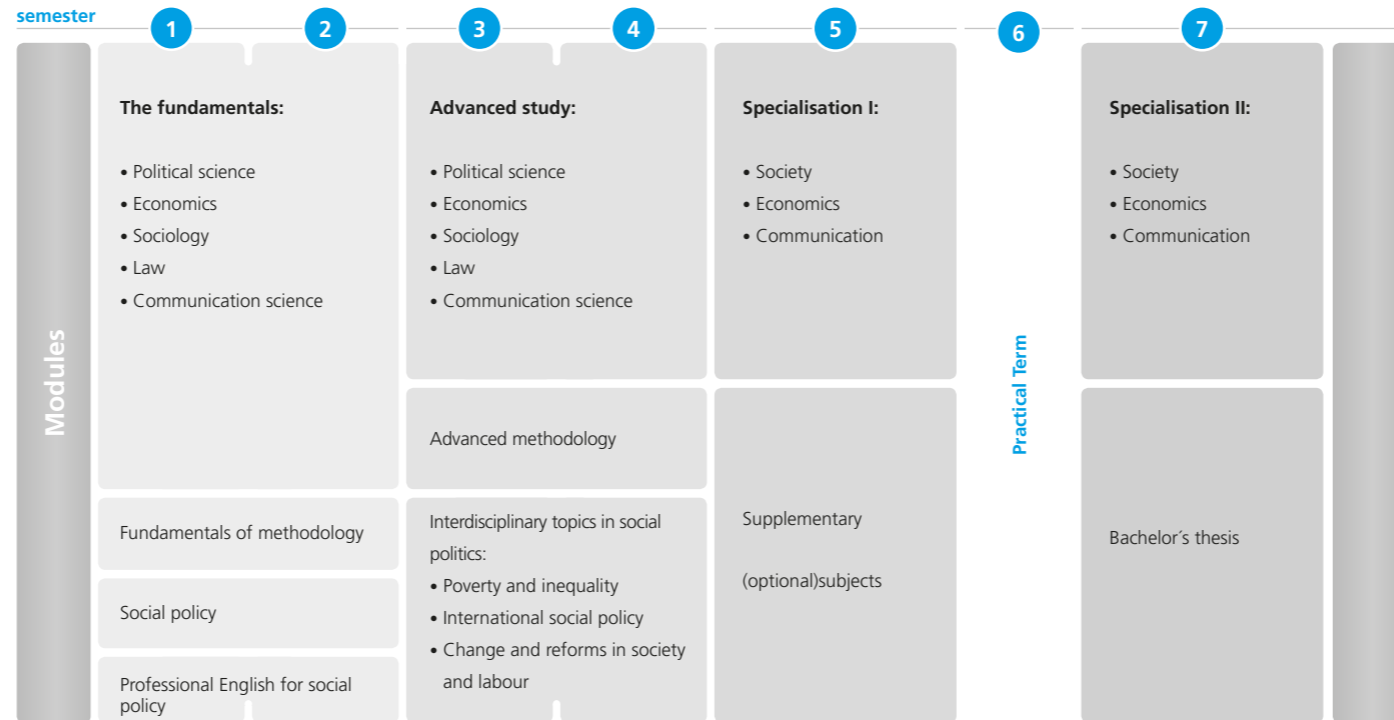 semester
1
2
3
4
5
6
7
Modules
The fundamentals:
• Political science
• Economics
• Sociology
• Law
• Communication science
Fundamentals of methodology
Social policy
Professional English for social
policy
Advanced study:
• Political science
• Economics
• Sociology
• Law
• Communication science
Advanced methodology
Interdisciplinary topics in social
politics:
• Poverty and inequality
• International social policy
• Change and reforms in society
and labour
Specialisation I:
• Society
• Economics
• Communication
Supplementary
(optional)subjects
Practical Term
Specialisation II:
• Society
• Economics
• Communication
Bachelor´s thesis